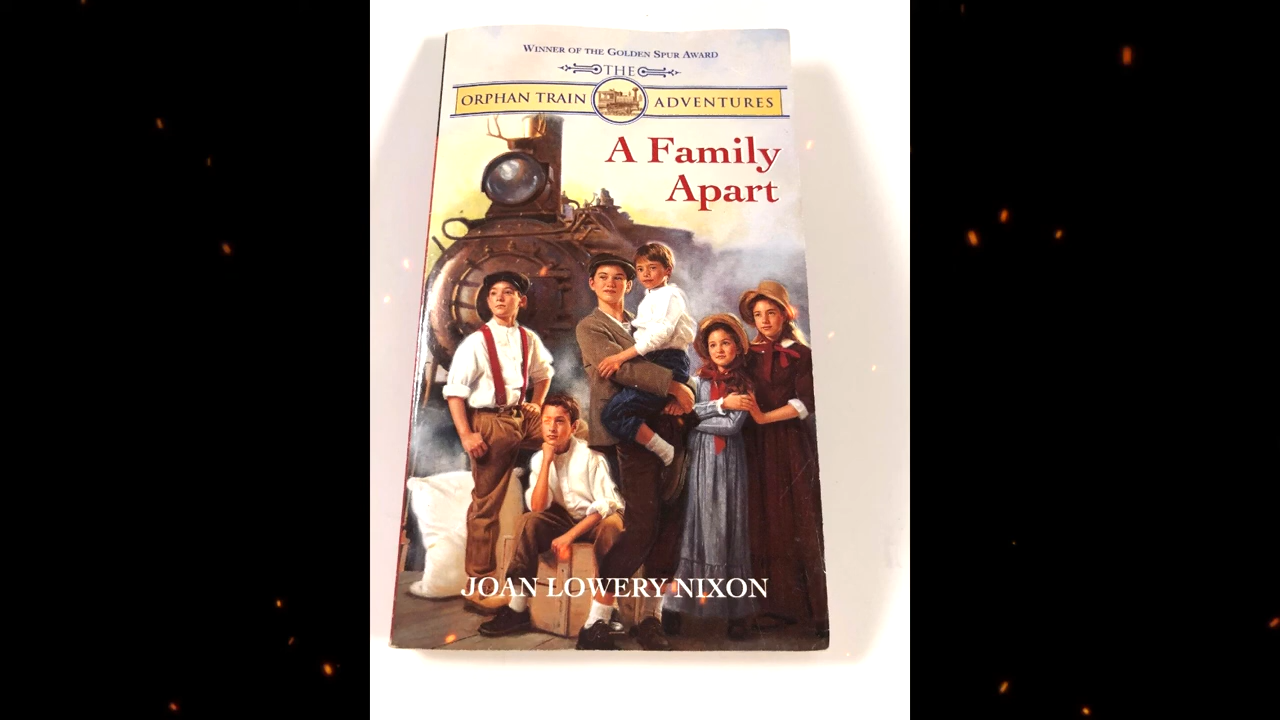 WINNER OF THE GOLDEN SPUR AWARD
THE
ORPHAN TRAIN ADVENTURES
A Family
Apart
JOAN LOWERY NIXON